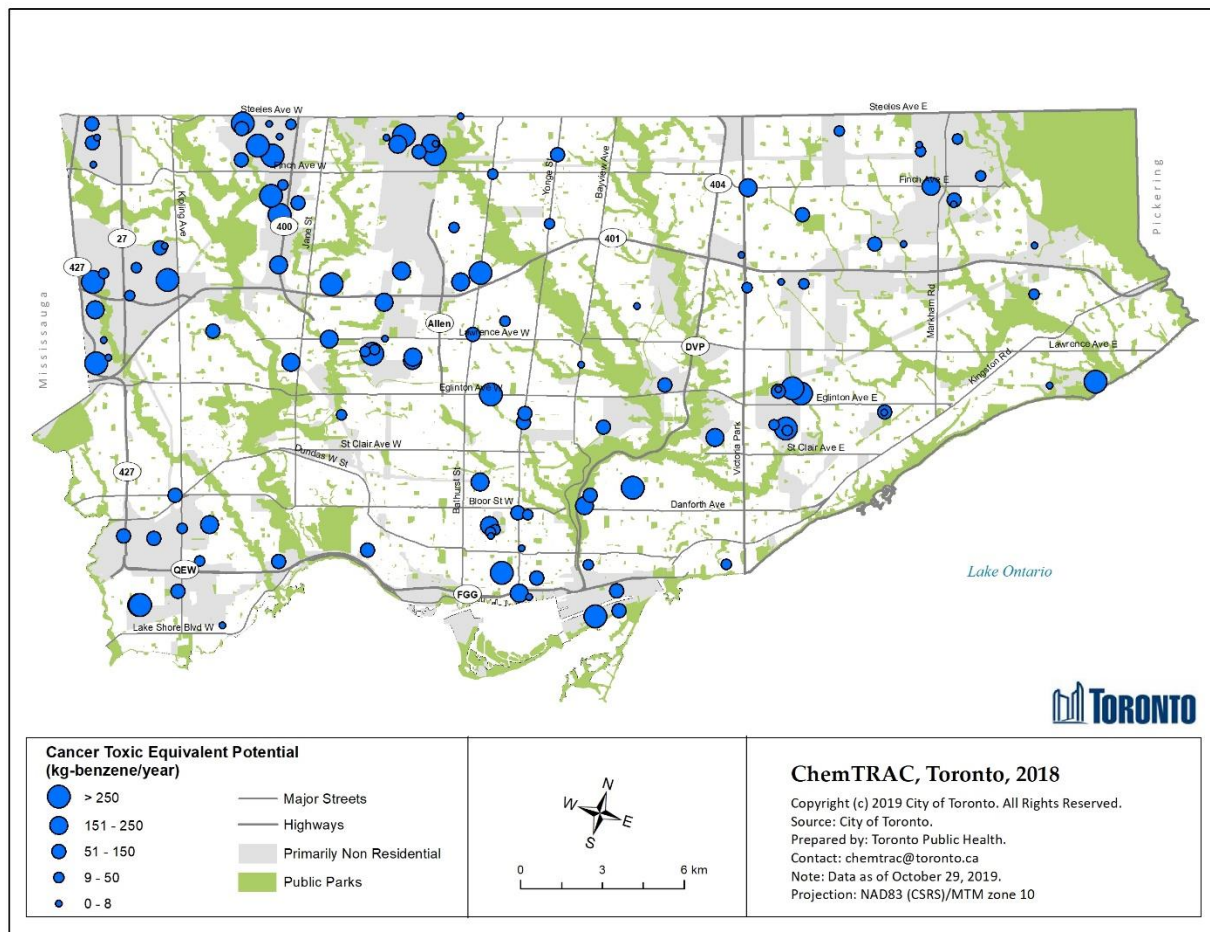 Steeles Ave W
Steeles Ave E
Finch Ave W
Yonge St
Bayview Ave
404
Finch Ave E
Pickering
Kipling Ave
27
400
Jane St
401
427
Mississauga
Allen
Lawrence Ave W
DVP
Markham Rd
Kingston Rd
Lawrence Ave E
Eglinton Ave W
Eglinton Ave E
St Clair Ave W
Dundas W St
Victoria Park
St Clair Ave E
427
Bathurst St
Bloor St W
Danforth Ave
QEW
FGG
Lake Ontario
Lake Shore Blvd W
TORONTO
Cancer Toxic Equivalent Potential
(kg-benzene/year)
> 250
151 - 250
51 - 150
9 - 50
0 - 8
Major Streets
Highways
Primarily Non Residential
Public Parks
N
W
E
S
0 3 6 km
ChemTRAC, Toronto, 2018
Copyright (c) 2019 City of Toronto. All Rights Reserved.
Source: City of Toronto.
Prepared by: Toronto Public Health.
Contact: chemtrac@toronto.ca
Note: Data as of October 29, 2019.
Projection: NAD83 (CSRS)/MTM zone 10